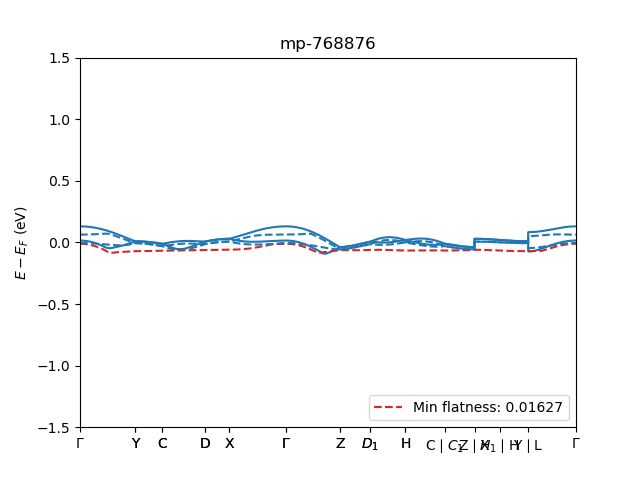 mp-768876
E − E_F (eV)
1.5
1.0
0.5
0.0
−0.5
−1.0
−1.5
Min flatness: 0.01627
Γ Y C D X Γ Z D_1 H C | C_1 Z | X H_1 | H Y | L Γ